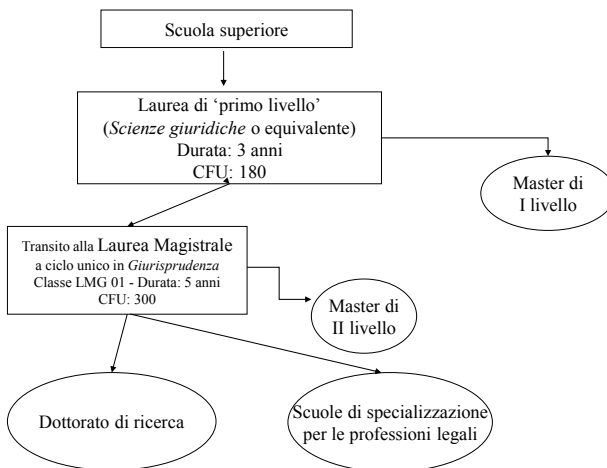 Scuola superiore
Laurea di ‘primo livello’
(Scienze giuridiche o equivalente)
Durata: 3 anni
CFU: 180
Master di
I livello
Transito alla Laurea Magistrale
a ciclo unico in Giurisprudenza
Classe LMG 01 - Durata: 5 anni
CFU: 300
Master di
II livello
Dottorato di ricerca
Scuole di specializzazione
per le professioni legali